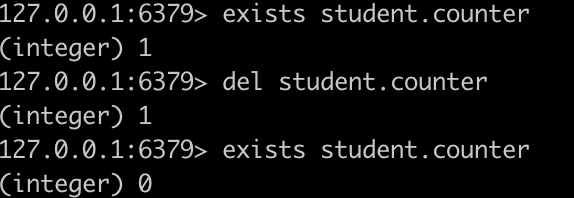 127.0.0.1:6379> exists student.counter
(integer) 1
127.0.0.1:6379> del student.counter
(integer) 1
127.0.0.1:6379> exists student.counter
(integer) 0